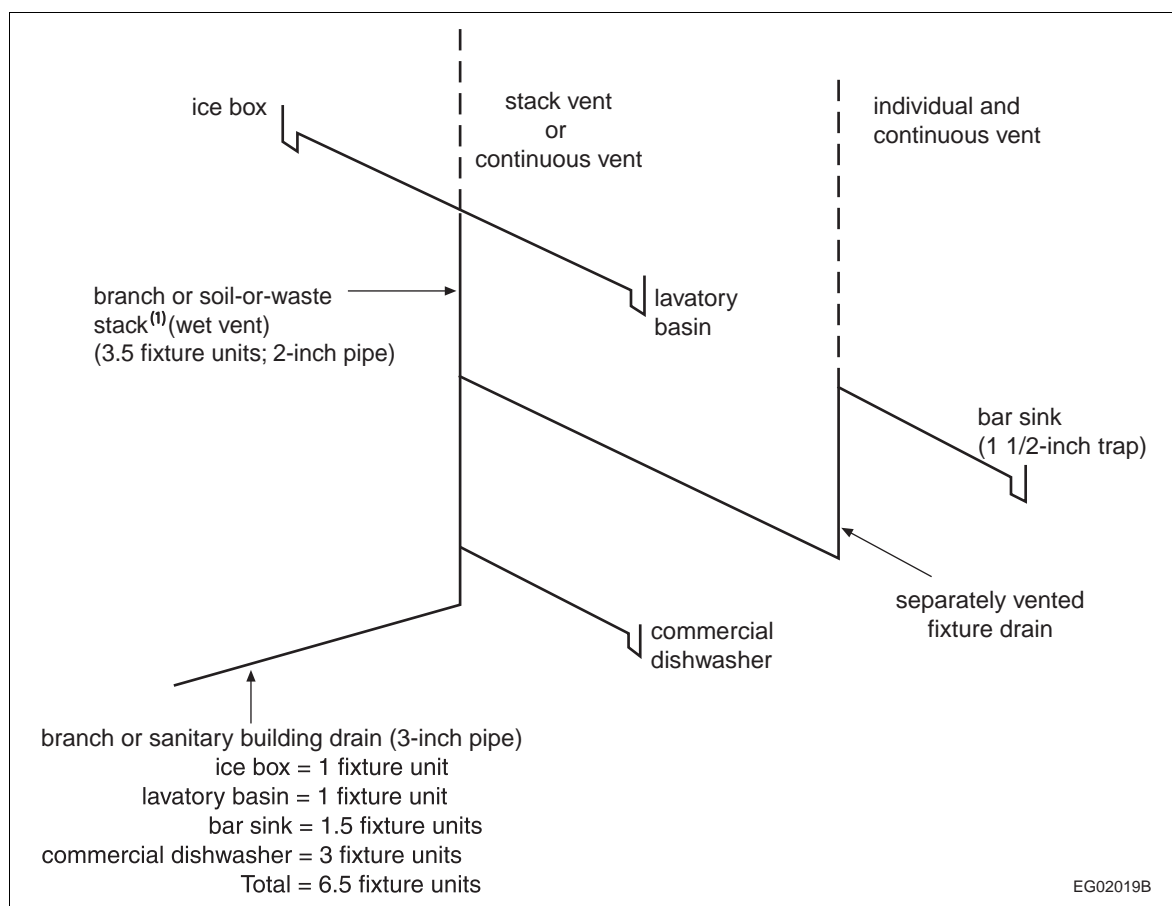 ice box
stack vent
or
continuous vent
individual and
continuous vent
branch or soil-or-waste
stack(1) (wet vent)
(3.5 fixture units; 2-inch pipe)
lavatory
basin
bar sink
(1 1/2-inch trap)
separately vented
fixture drain
commercial
dishwasher
branch or sanitary building drain (3-inch pipe)
ice box = 1 fixture unit
lavatory basin = 1 fixture unit
bar sink = 1.5 fixture units
commercial dishwasher = 3 fixture units
Total = 6.5 fixture units
EG02019B